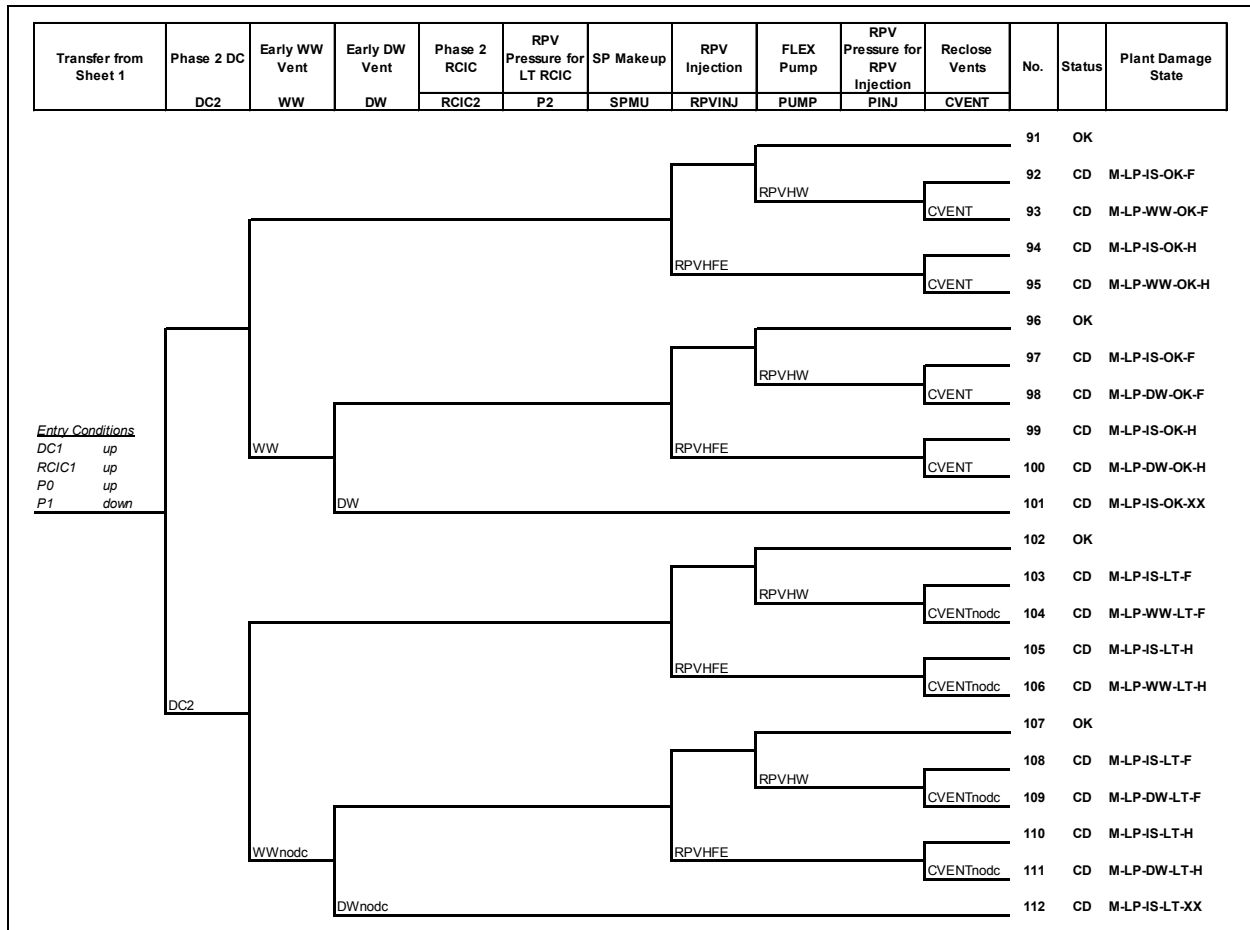 Transfer from Sheet 1
Phase 2 DC
Early WW Vent
Early DW Vent
Phase 2 RCIC
RPV Pressure for LT RCIC
SP Makeup
RPV Injection
FLEX Pump
RPV Pressure for RPV Injection
Reclose Vents
No.
Status
Plant Damage State
DC2 WW DW RCIC2 P2 SPMU RPVINJ PUMP PINJ CVENT
91 OK
92 CD M-LP-IS-OK-F
RPVHW
CVENT
93 CD M-LP-WW-OK-F
94 CD M-LP-IS-OK-H
RPVHFE
CVENT
95 CD M-LP-WW-OK-H
96 OK
97 CD M-LP-IS-OK-F
RPVHW
CVENT
98 CD M-LP-DW-OK-F
99 CD M-LP-IS-OK-H
Entry Conditions
DC1 up
RCIC1 up
P0 up
P1 down
WW
RPVHFE
CVENT
100 CD M-LP-DW-OK-H
DW
101 CD M-LP-IS-OK-XX
102 OK
103 CD M-LP-IS-LT-F
RPVHW
CVENTnodc
104 CD M-LP-WW-LT-F
105 CD M-LP-IS-LT-H
RPVHFE
CVENTnodc
106 CD M-LP-WW-LT-H
DC2
107 OK
108 CD M-LP-IS-LT-F
RPVHW
CVENTnodc
109 CD M-LP-DW-LT-F
110 CD M-LP-IS-LT-H
WWnodc
RPVHFE
CVENTnodc
111 CD M-LP-DW-LT-H
DWnodc
112 CD M-LP-IS-LT-XX